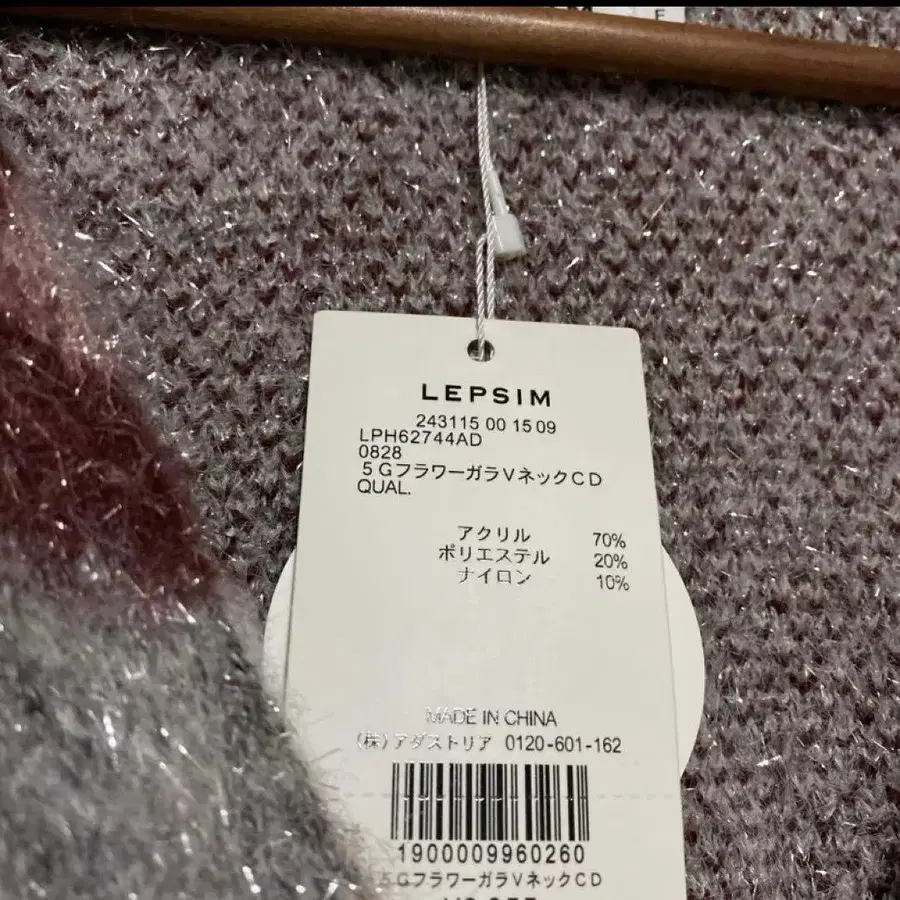 F
LEPSIM
243115 00 15 09
LPH62744AD
0828
5GフラワーガラVネックCD
QUAL.
アクリル 70%
ポリエステル 20%
ナイロン 10%
MADE IN CHINA
(株)アダストリア 0120-601-162
1900009960260
5GフラワーガラVネックCD